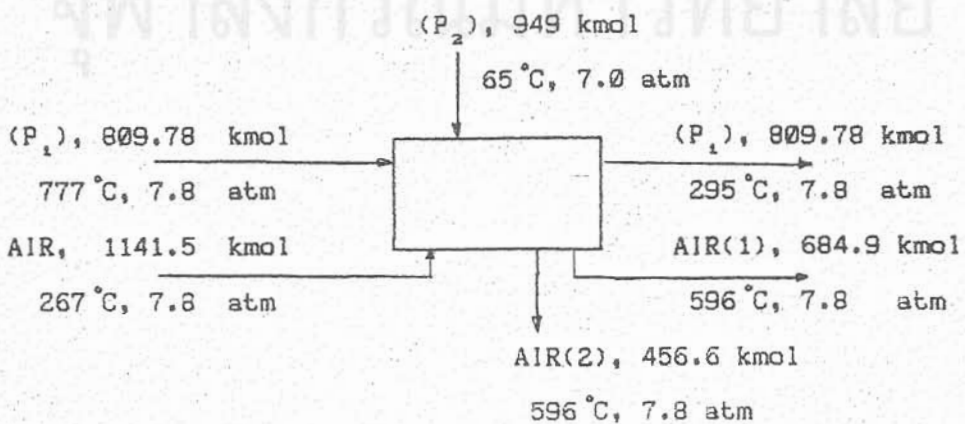 (P₂), 949 kmol
65°C, 7.0 atm
(P₁), 809.78 kmol
777°C, 7.8 atm
(P₁), 809.78 kmol
295°C, 7.8 atm
AIR, 1141.5 kmol
267°C, 7.8 atm
AIR(1), 684.9 kmol
596°C, 7.8 atm
AIR(2), 456.6 kmol
596°C, 7.8 atm